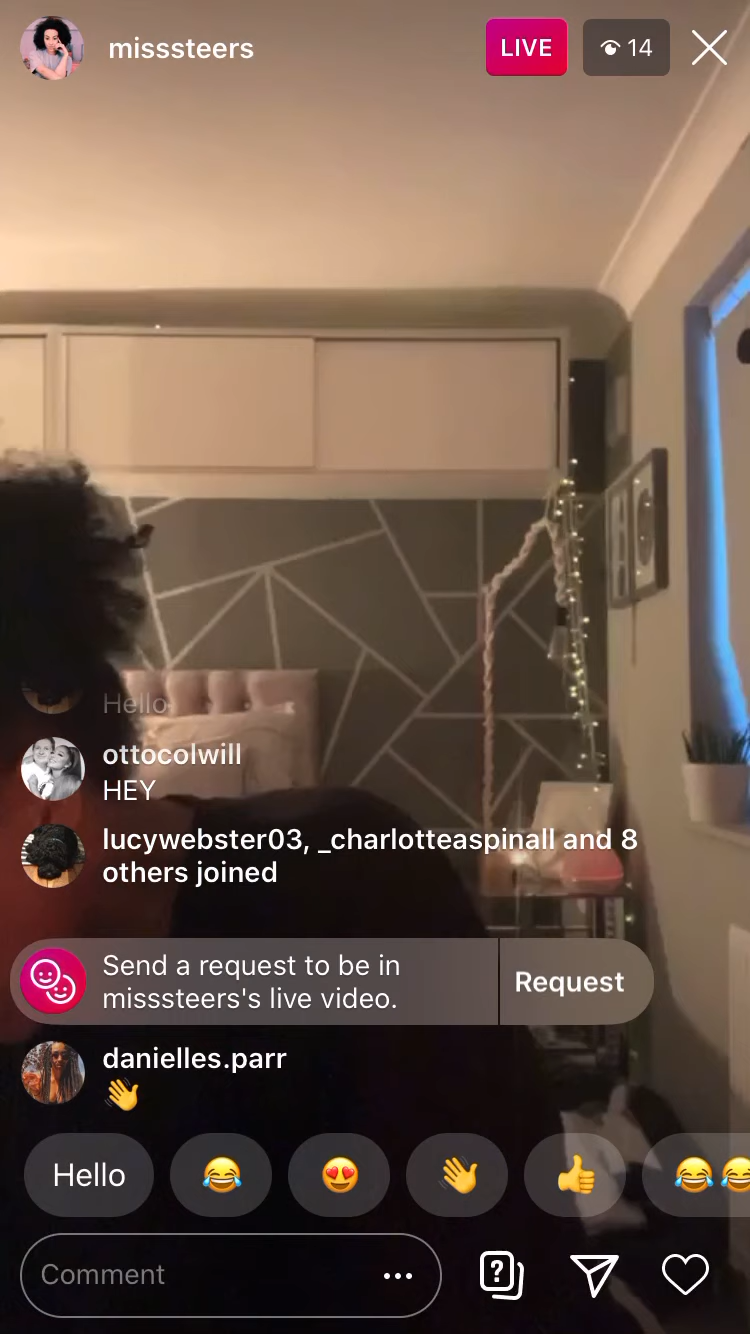 misssteers
LIVE
14
Hello
ottocolwill
HEY
lucywebster03, _charlotteaspinall and 8
others joined
Send a request to be in
misssteers's live video.
Request
danielles.parr
👋
Hello 😂 😍 👋 👍 😂😂
Comment